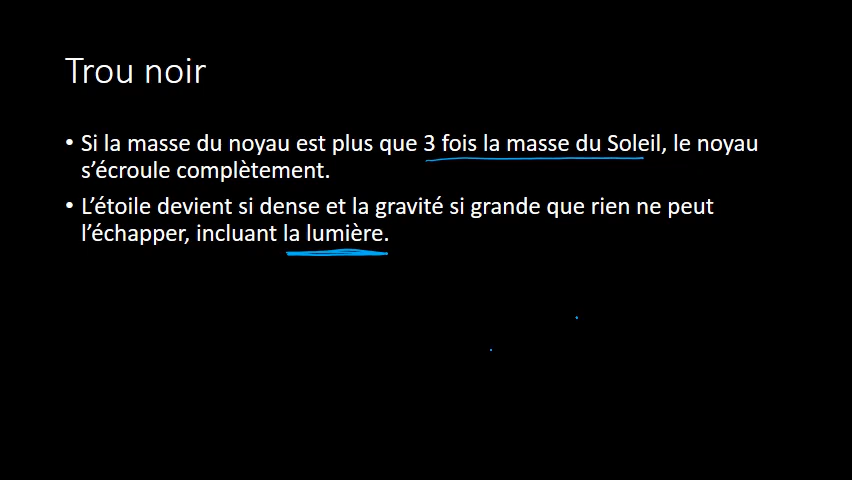 Trou noir
• Si la masse du noyau est plus que 3 fois la masse du Soleil, le noyau
s’écroule complètement.
• L’étoile devient si dense et la gravité si grande que rien ne peut
l’échapper, incluant la lumière.